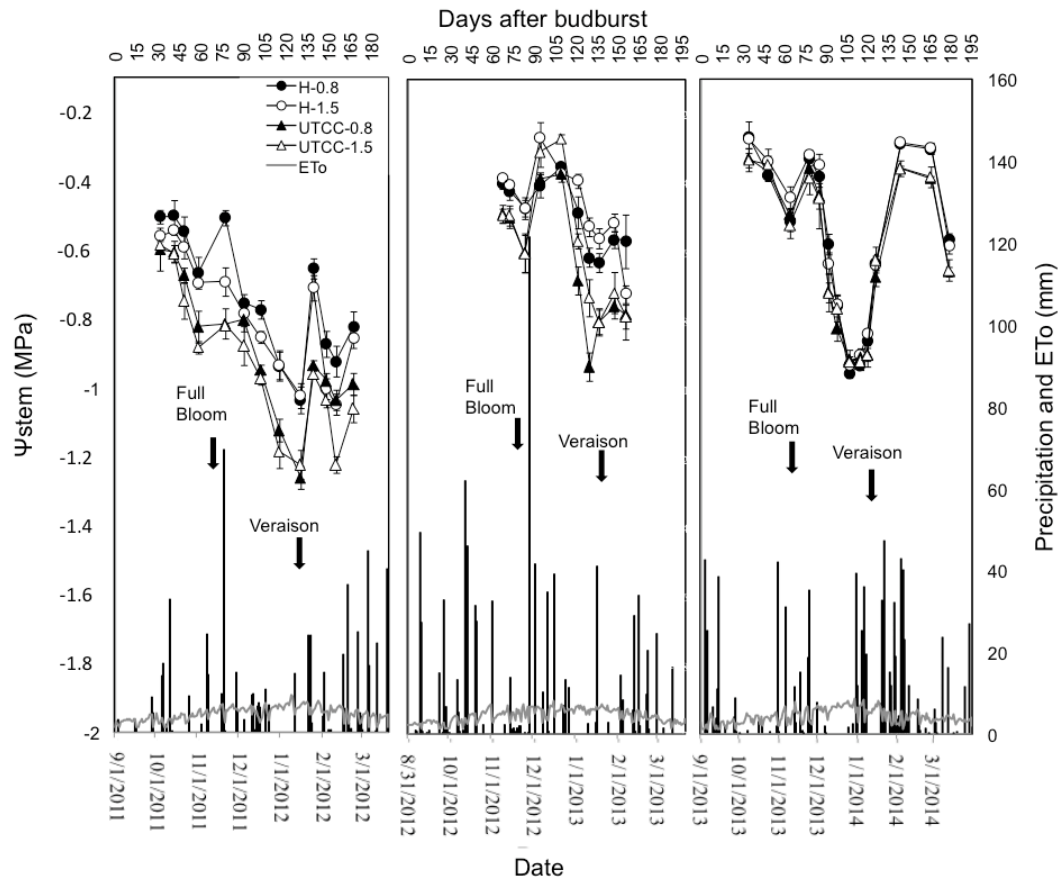 Days after budburst
0 15 30 45 60 75 90 105 120 135 150 165 180
0 15 30 45 60 75 90 105 120 135 150 165 180 195
0 15 30 45 60 75 90 105 120 135 150 165 180 195
H-0.8
H-1.5
UTCC-0.8
UTCC-1.5
ETo
Ψstem (MPa)
-0.2
-0.4
-0.6
-0.8
-1
-1.2
-1.4
-1.6
-1.8
-2
Full
Bloom
Veraison
Full
Bloom
Veraison
Full
Bloom
Veraison
160
140
120
100
80
60
40
20
0
Precipitation and ETo (mm)
9/1/2011 10/1/2011 11/1/2011 12/1/2011 1/1/2012 2/1/2012 3/1/2012
8/31/2012 10/1/2012 11/1/2012 12/1/2012 1/1/2013 2/1/2013 3/1/2013
9/1/2013 10/1/2013 11/1/2013 12/1/2013 1/1/2014 2/1/2014 3/1/2014
Date